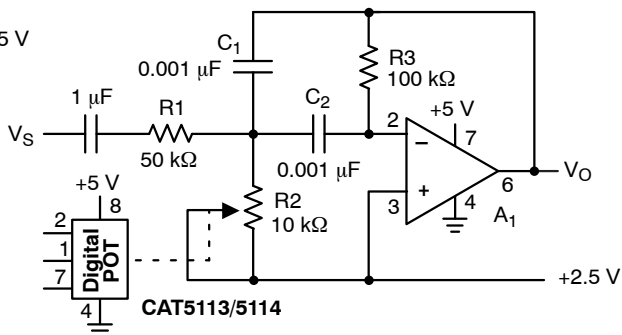 5 V
C1
0.001 μF
R3
100 kΩ
1 μF
R1
C2
+5 V
VS
50 kΩ
0.001 μF
2
7
–
+
3
6
VO
4
A1
+5 V
8
R2
10 kΩ
2
1
7
Digital
POT
4
CAT5113/5114
+2.5 V